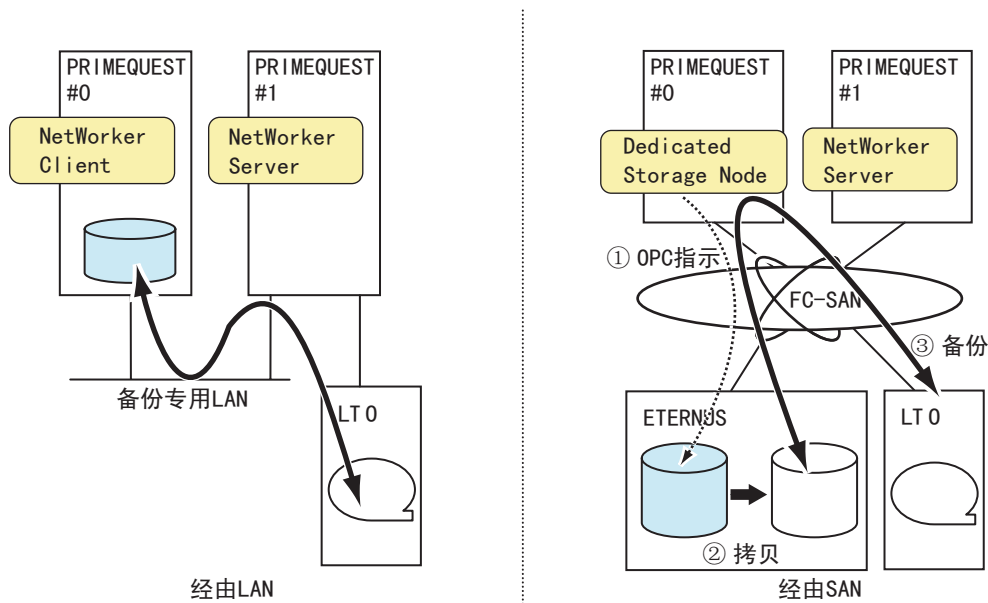 PRIMEQUEST
#0
PRIMEQUEST
#1
NetWorker
Client
NetWorker
Server
备份专用LAN
LTO
经由LAN
PRIMEQUEST
#0
PRIMEQUEST
#1
Dedicated
Storage Node
NetWorker
Server
① OPC指示
FC-SAN
③ 备份
ETERNUS
LTO
② 拷贝
经由SAN